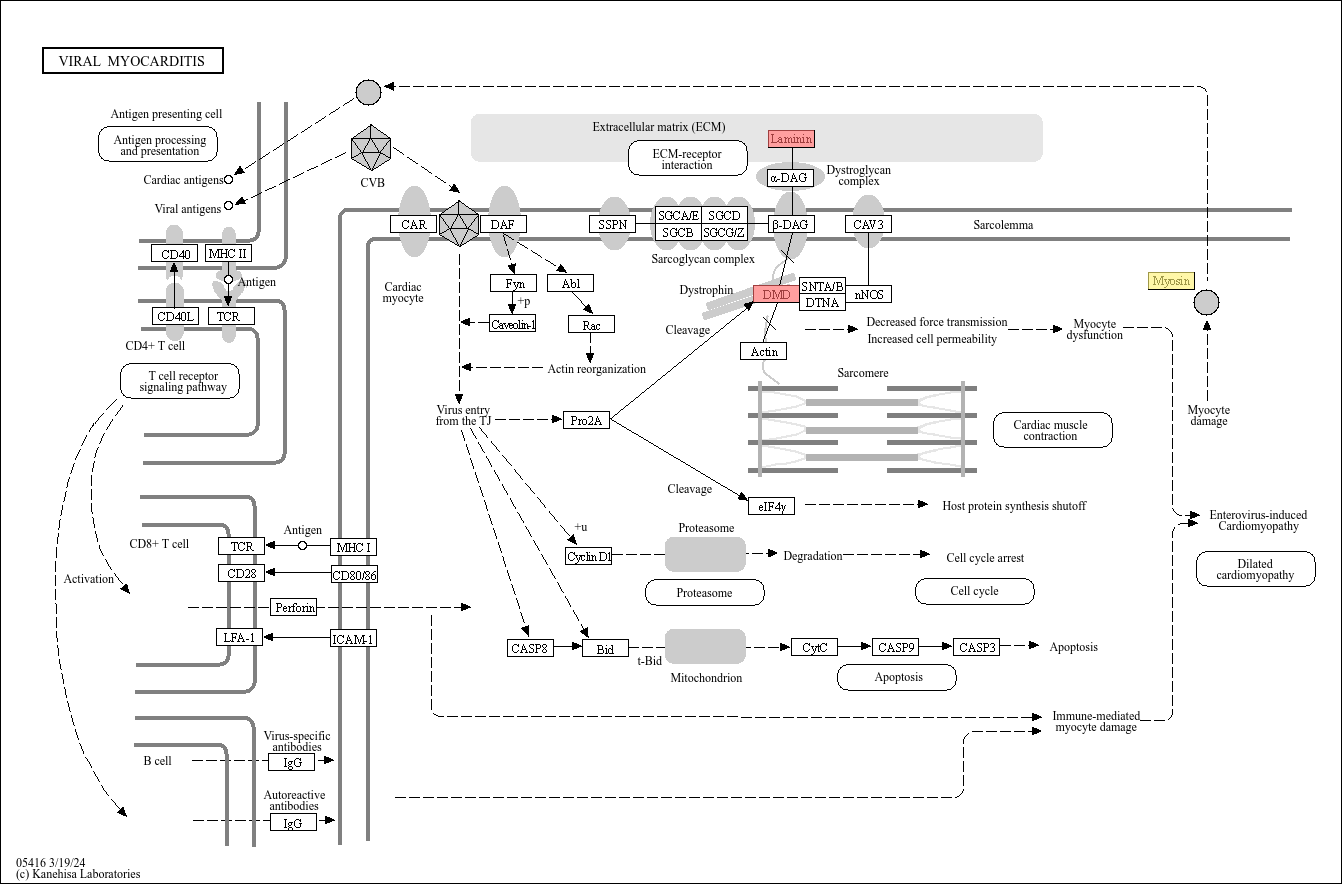 VIRAL MYOCARDITIS
Antigen presenting cell
Antigen processing
and presentation
Cardiac antigens
Viral antigens
CVB
Extracellular matrix (ECM)
ECM-receptor
interaction
Laminin
α-DAG
Dystroglycan
complex
CAR
DAF
SSPN
SGCA/E
SGCD
SGCB
SGCG/Z
β-DAG
CAV3
Sarcolemma
Sarcoglycan complex
CD40
MHC II
Antigen
CD40L
TCR
CD4+ T cell
T cell receptor
signaling pathway
Cardiac
myocyte
Fyn
Abl
+p
Caveolin-1
Rac
Actin reorganization
Dystrophin
DMD
SNTA/B
DTNA
nNOS
Cleavage
Actin
Decreased force transmission
Increased cell permeability
Myocyte
dysfunction
Myosin
Myocyte
damage
Sarcomere
Cardiac muscle
contraction
Virus entry
from the TJ
Pro2A
Cleavage
eIF4γ
Host protein synthesis shutoff
Enterovirus-induced
Cardiomyopathy
Dilated
cardiomyopathy
CD8+ T cell
TCR
Antigen
MHC I
CD28
CD80/86
Activation
Perforin
LFA-1
ICAM-1
+u
Cyclin D1
Proteasome
Degradation
Cell cycle arrest
Proteasome
Cell cycle
CASP8
Bid
t-Bid
Mitochondrion
CytC
CASP9
CASP3
Apoptosis
Apoptosis
Immune-mediated
myocyte damage
B cell
Virus-specific
antibodies
IgG
Autoreactive
antibodies
IgG
05416 3/19/24
(c) Kanehisa Laboratories